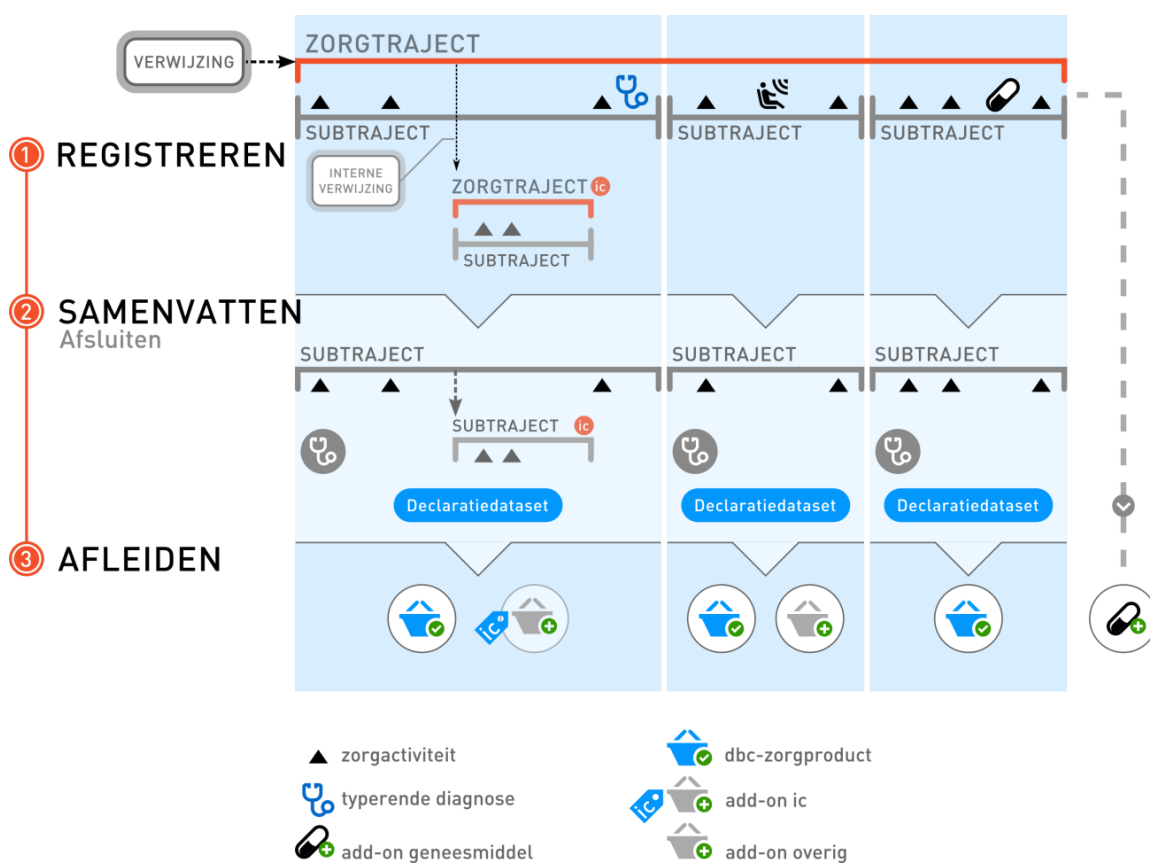 ZORGTRAJECT
VERWIJZING
SUBTRAJECT
SUBTRAJECT
SUBTRAJECT
1 REGISTREREN
INTERNE
VERWIJZING
ZORGTRAJECT ic
SUBTRAJECT
2 SAMENVATTEN
Afsluiten
SUBTRAJECT
SUBTRAJECT
SUBTRAJECT
SUBTRAJECT ic
Declaratiedataset
Declaratiedataset
Declaratiedataset
3 AFLEIDEN
ic
zorgactiviteit
typerende diagnose
add-on geneesmiddel
dbc-zorgproduct
ic
add-on ic
add-on overig